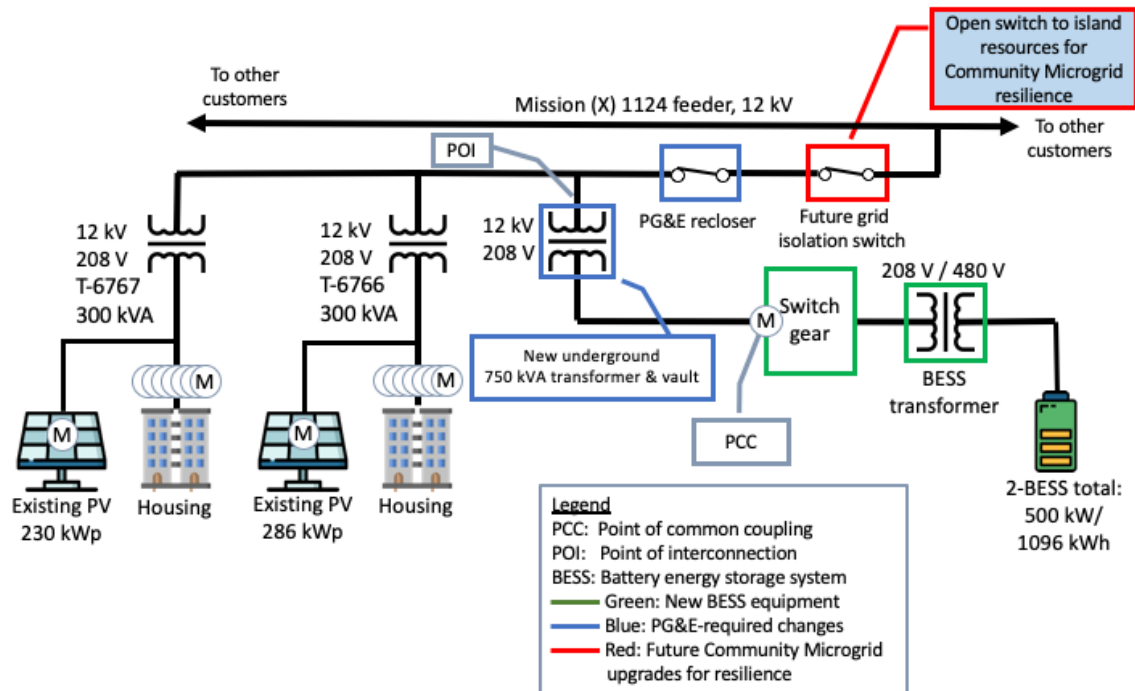 Open switch to island
resources for
Community Microgrid
resilience
To other
customers
Mission (X) 1124 feeder, 12 kV
To other
customers
POI
PG&E recloser
Future grid
isolation switch
12 kV
208 V
T-6767
300 kVA
12 kV
208 V
T-6766
300 kVA
12 kV
208 V
208 V / 480 V
M
Switch
gear
BESS
transformer
New underground
750 kVA transformer & vault
M
M
M
M
PCC
Existing PV
230 kWp
Housing
Existing PV
286 kWp
Housing
2-BESS total:
500 kW/
1096 kWh
Legend
PCC: Point of common coupling
POI: Point of interconnection
BESS: Battery energy storage system
Green: New BESS equipment
Blue: PG&E-required changes
Red: Future Community Microgrid
upgrades for resilience